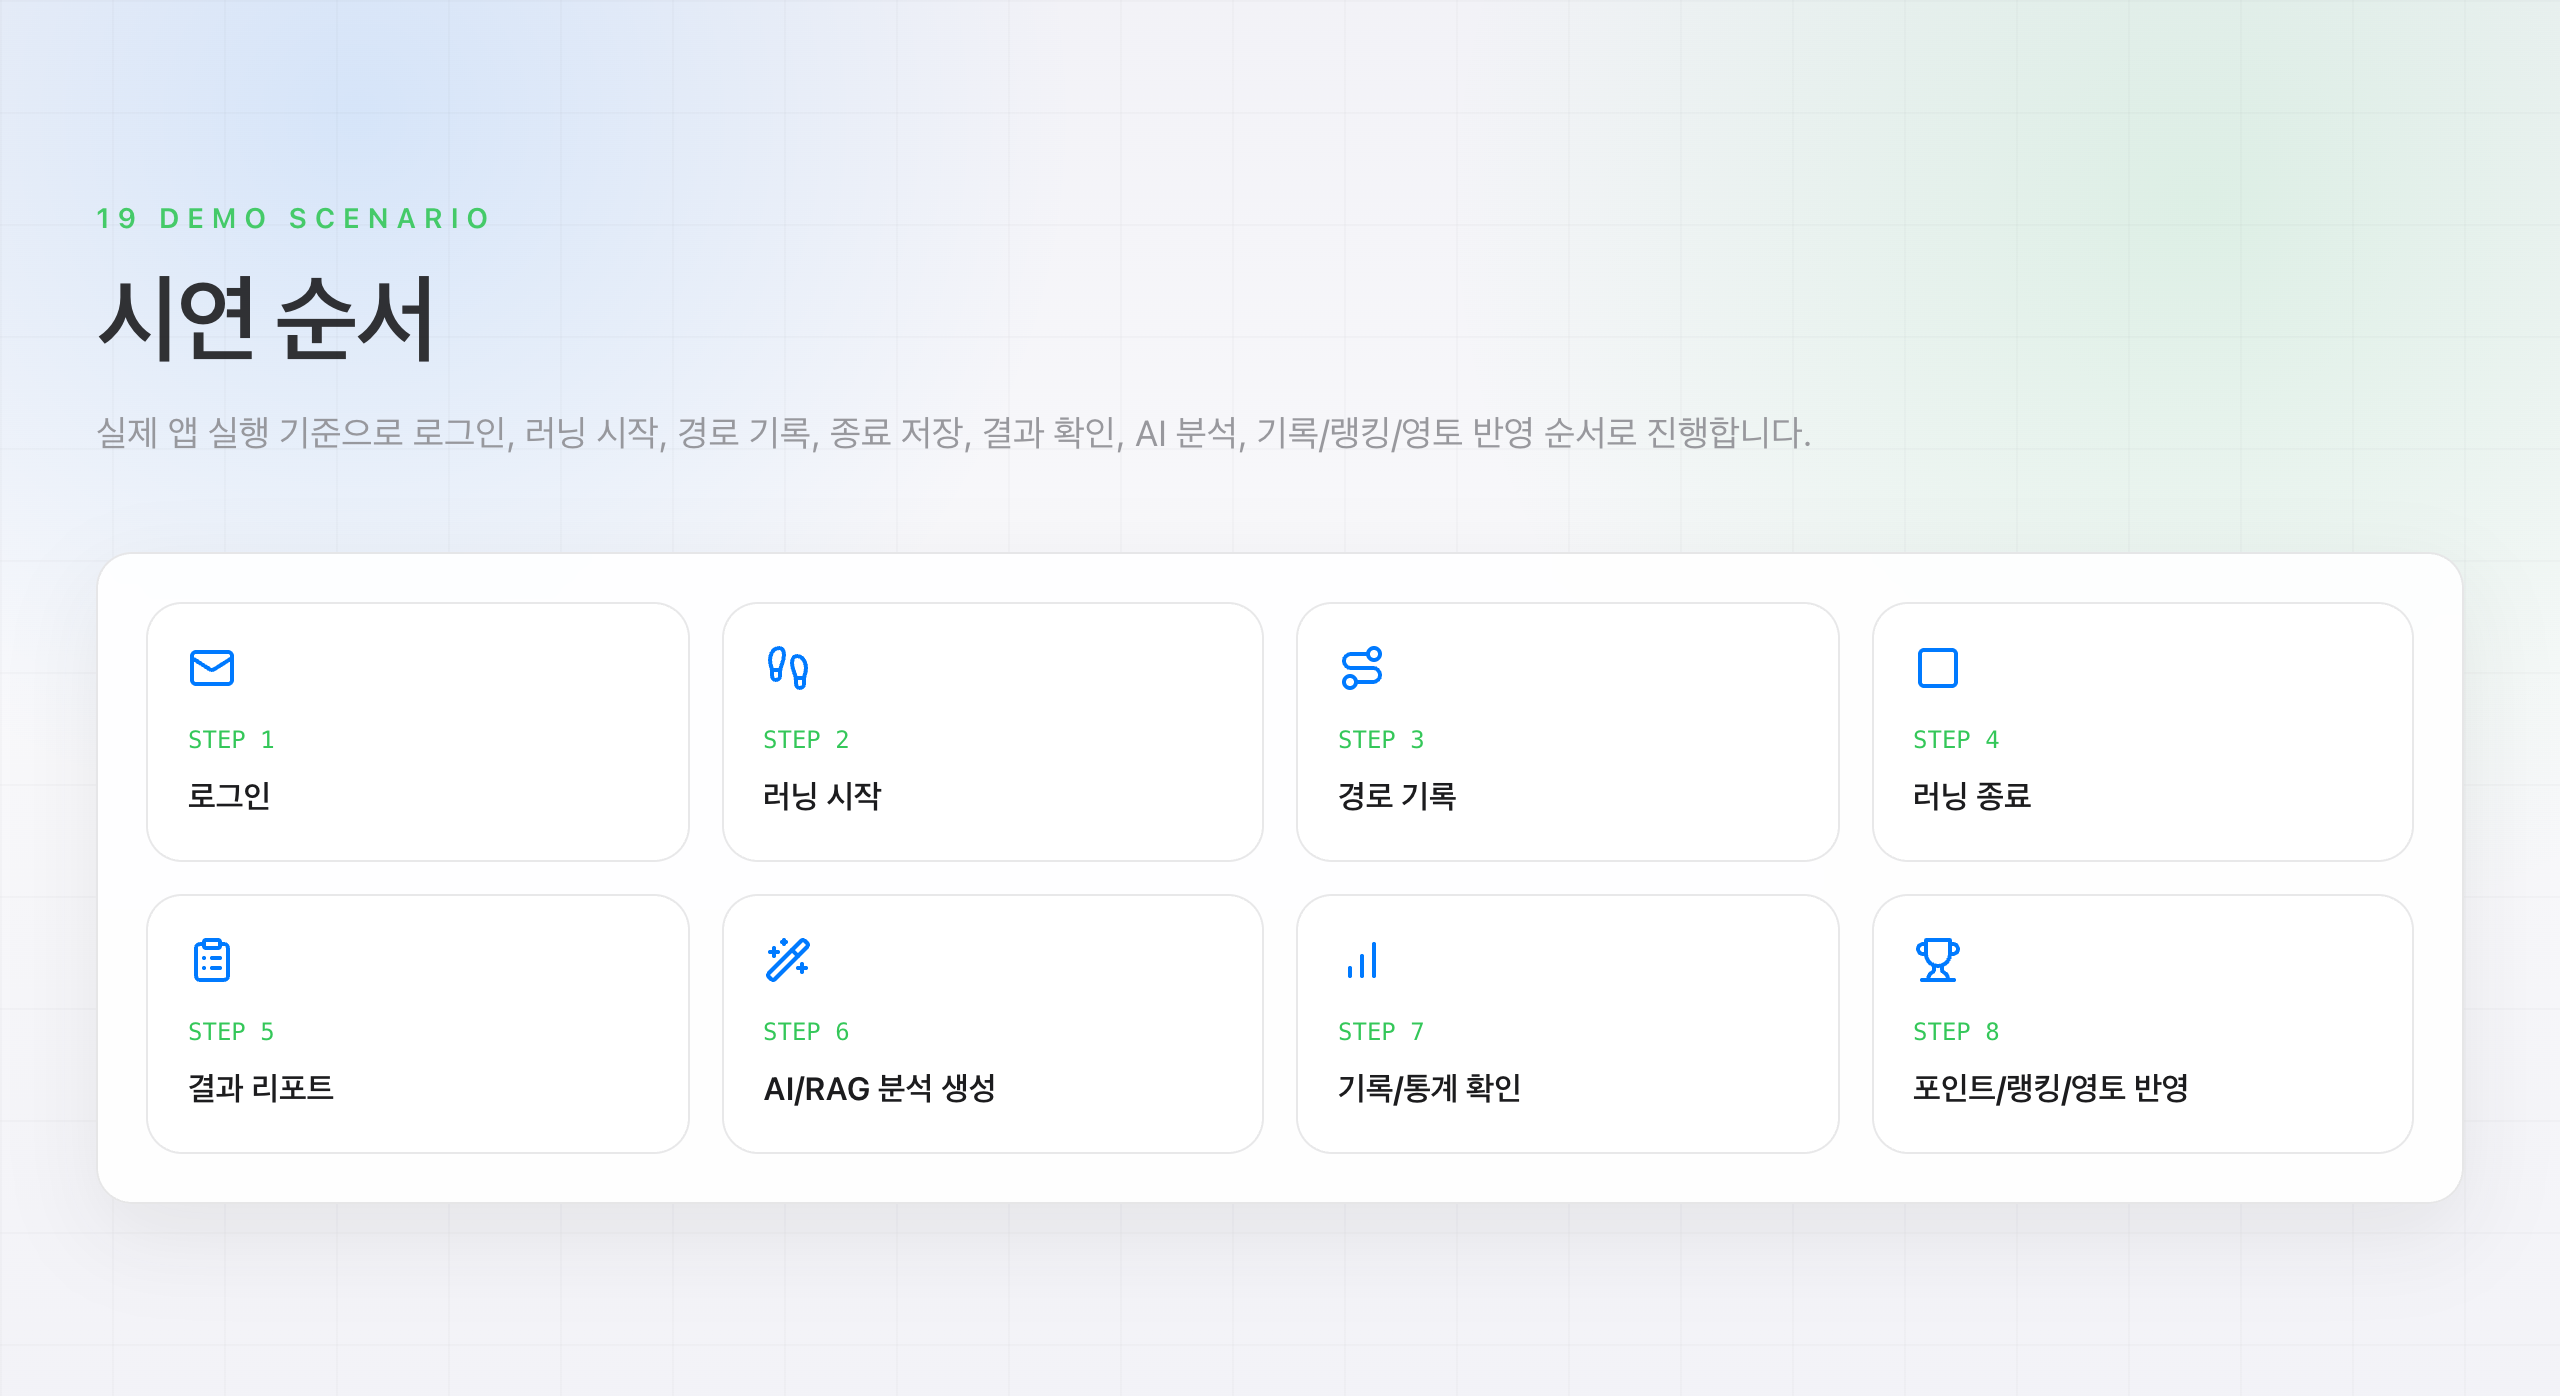 19 DEMO SCENARIO
시연 순서
실제 앱 실행 기준으로 로그인, 러닝 시작, 경로 기록, 종료 저장, 결과 확인, AI 분석, 기록/랭킹/영토 반영 순서로 진행합니다.
STEP 1
로그인
STEP 2
러닝 시작
STEP 3
경로 기록
STEP 4
러닝 종료
STEP 5
결과 리포트
STEP 6
AI/RAG 분석 생성
STEP 7
기록/통계 확인
STEP 8
포인트/랭킹/영토 반영